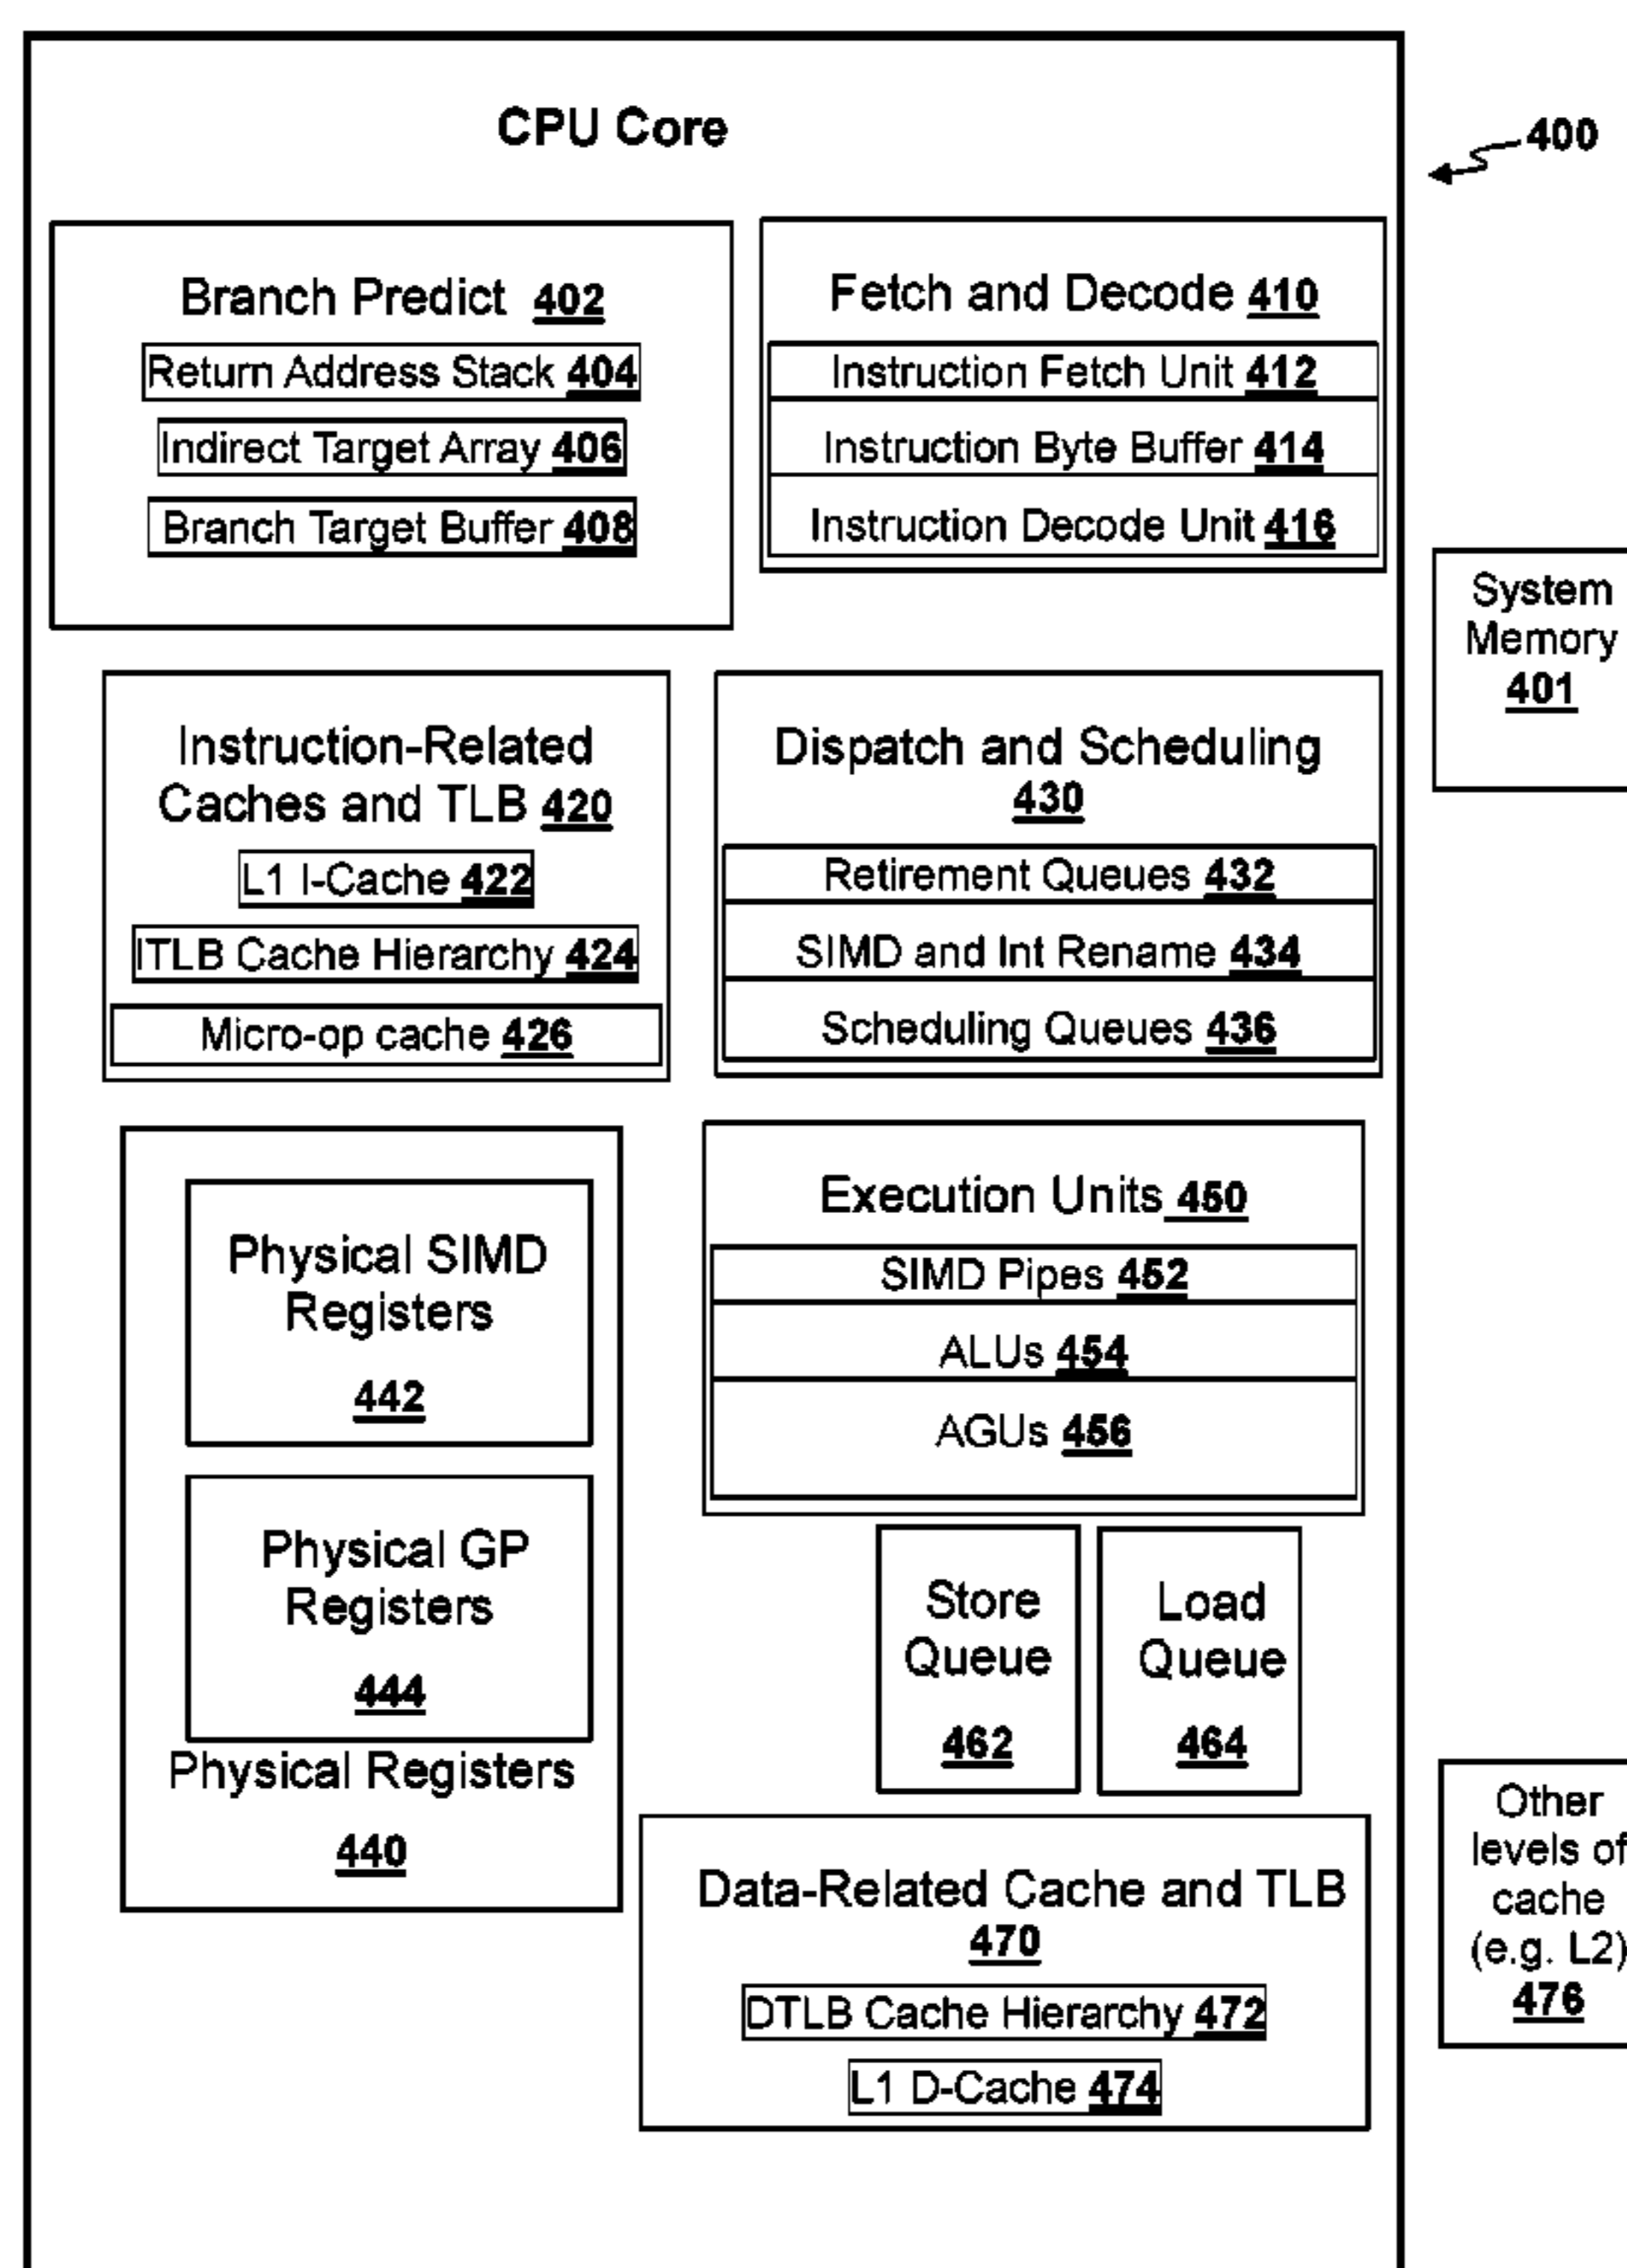 CPU Core
400
Branch Predict 402
Return Address Stack 404
Indirect Target Array 406
Branch Target Buffer 408
Fetch and Decode 410
Instruction Fetch Unit 412
Instruction Byte Buffer 414
Instruction Decode Unit 416
System
Memory
401
Instruction-Related
Caches and TLB 420
L1 I-Cache 422
ITLB Cache Hierarchy 424
Micro-op cache 426
Dispatch and Scheduling
430
Retirement Queues 432
SIMD and Int Rename 434
Scheduling Queues 436
Physical SIMD
Registers
442
Physical GP
Registers
444
Physical Registers
440
Execution Units 450
SIMD Pipes 452
ALUs 454
AGUs 456
Store
Queue
462
Load
Queue
464
Other
levels of
cache
(e.g. L2)
476
Data-Related Cache and TLB
470
DTLB Cache Hierarchy 472
L1 D-Cache 474